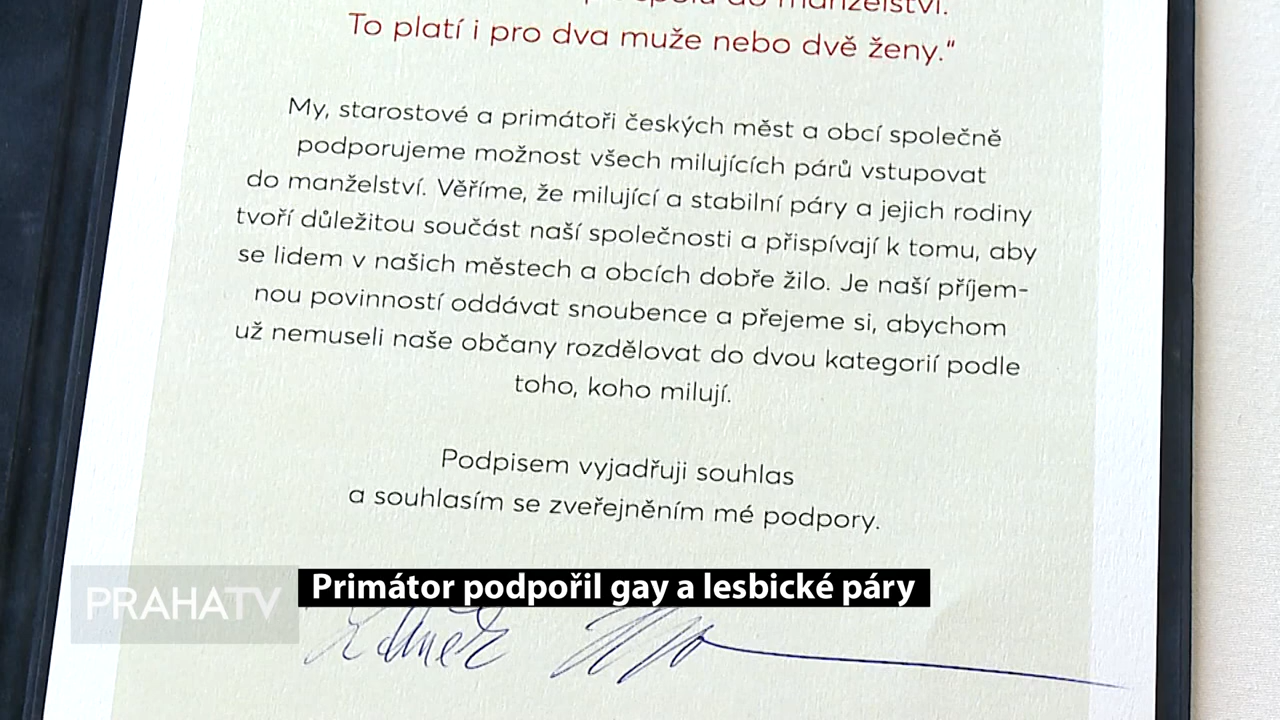 do manželství.
To platí i pro dva muže nebo dvě ženy.“
My, starostové a primátoři českých měst a obcí společně
podporujeme možnost všech milujících párů vstupovat
do manželství. Věříme, že milující a stabilní páry a jejich rodiny
tvoří důležitou součást naší společnosti a přispívají k tomu, aby
se lidem v našich městech a obcích dobře žilo. Je naší příjem-
nou povinností oddávat snoubence a přejeme si, abychom
už nemuseli naše občany rozdělovat do dvou kategorií podle
toho, koho milují.
Podpisem vyjadřuji souhlas
a souhlasím se zveřejněním mé podpory.
Primátor podpořil gay a lesbické páry
PRAHATV
Zdeněk